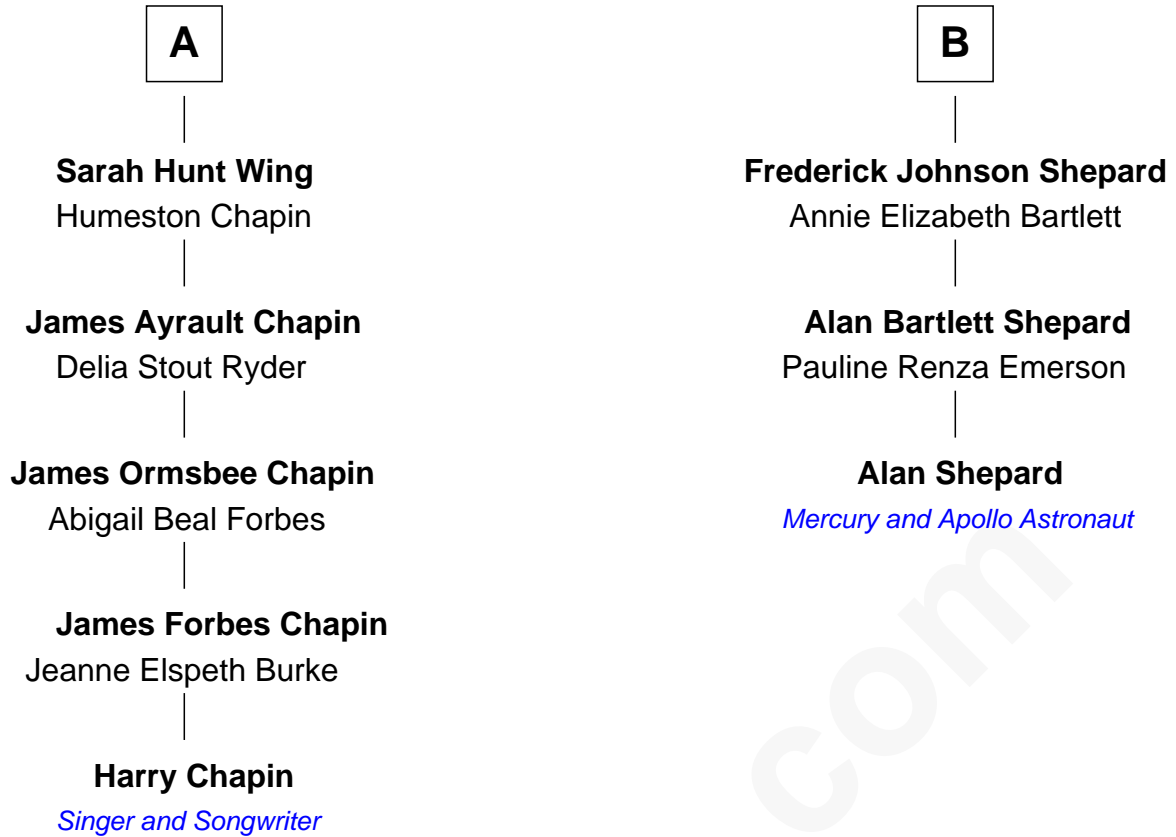 A
Sarah Hunt Wing
Humeston Chapin
James Ayrault Chapin
Delia Stout Ryder
James Ormsbee Chapin
Abigail Beal Forbes
James Forbes Chapin
Jeanne Elspeth Burke
Harry Chapin
Singer and Songwriter
B
Frederick Johnson Shepard
Annie Elizabeth Bartlett
Alan Bartlett Shepard
Pauline Renza Emerson
Alan Shepard
Mercury and Apollo Astronaut
com